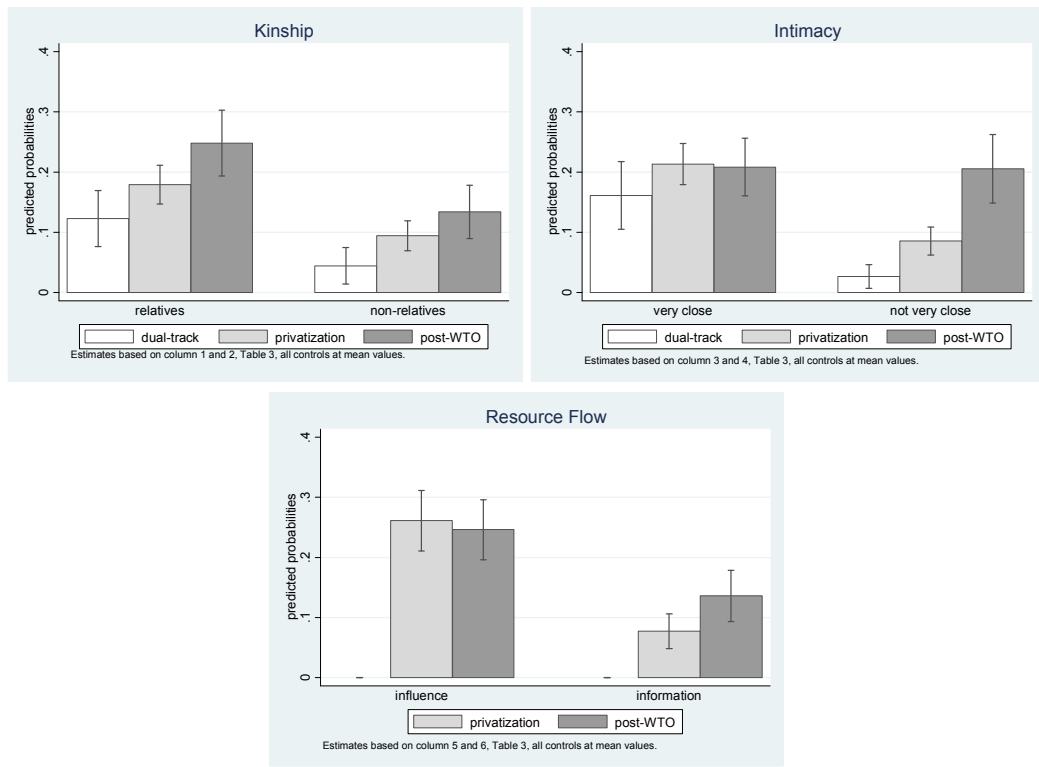 Kinship
predicted probabilities
.4
.3
.2
.1
0
relatives
non-relatives
dual-track privatization post-WTO
Estimates based on column 1 and 2, Table 3, all controls at mean values.
Intimacy
predicted probabilities
.4
.3
.2
.1
0
very close
not very close
dual-track privatization post-WTO
Estimates based on column 3 and 4, Table 3, all controls at mean values.
Resource Flow
predicted probabilities
.4
.3
.2
.1
0
influence
information
privatization post-WTO
Estimates based on column 5 and 6, Table 3, all controls at mean values.